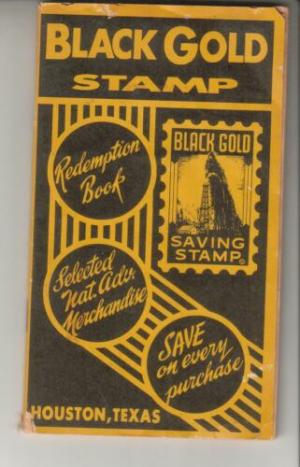 BLACK GOLD
STAMP
Redemption
Book
BLACK GOLD
SAVING
STAMP
®
Selected
Nat. Adv.
Merchandise
SAVE
on every
purchase
HOUSTON, TEXAS